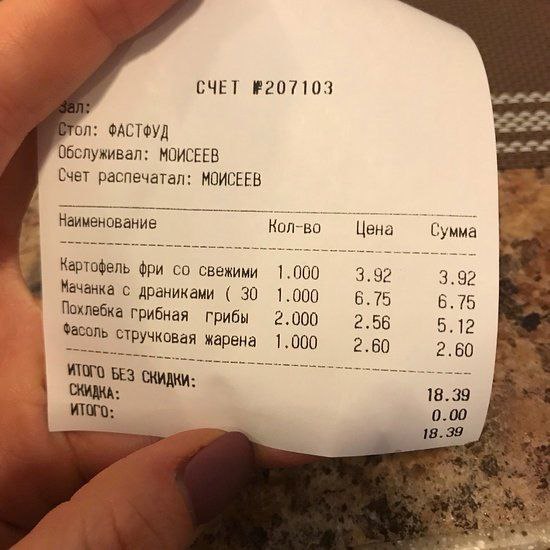 СЧЕТ №207103
Зал:
Стол: ФАСТФУД
Обслуживал: МОИСЕЕВ
Счет распечатал: МОИСЕЕВ
Наименование Кол-во Цена Сумма
Картофель фри со свежими 1.000 3.92 3.92
Мачанка с драниками ( 30 1.000 6.75 6.75
Похлебка грибная грибы 2.000 2.56 5.12
Фасоль стручковая жарена 1.000 2.60 2.60
ИТОГО БЕЗ СКИДКИ: 18.39
СКИДКА: 0.00
ИТОГО: 18.39